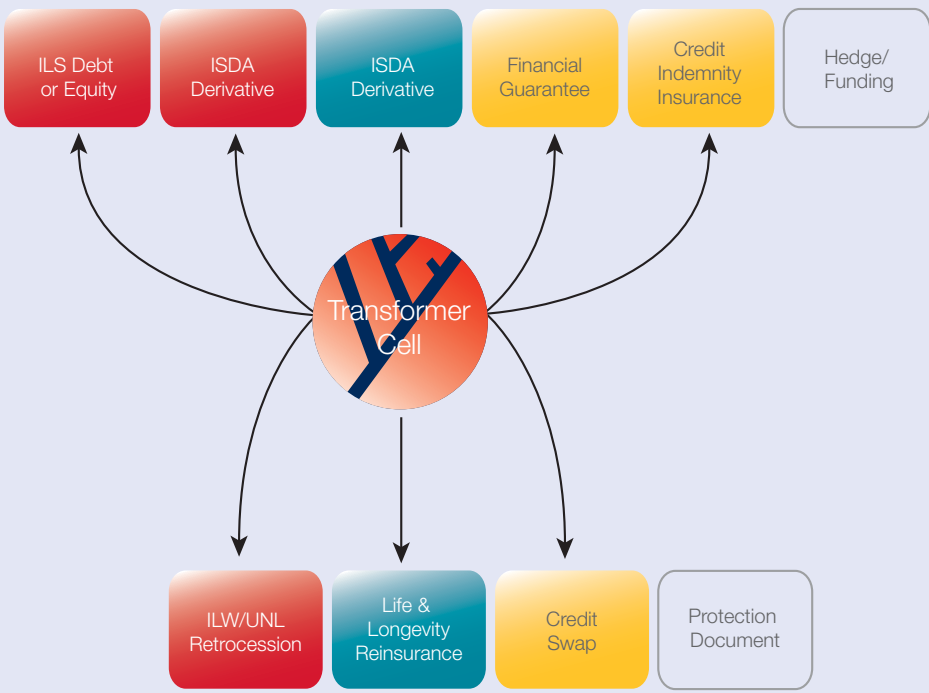 ILS Debt
or Equity
ISDA
Derivative
ISDA
Derivative
Financial
Guarantee
Credit
Indemnity
Insurance
Hedge/
Funding
Transformer
Cell
ILW/UNL
Retrocession
Life &
Longevity
Reinsurance
Credit
Swap
Protection
Document